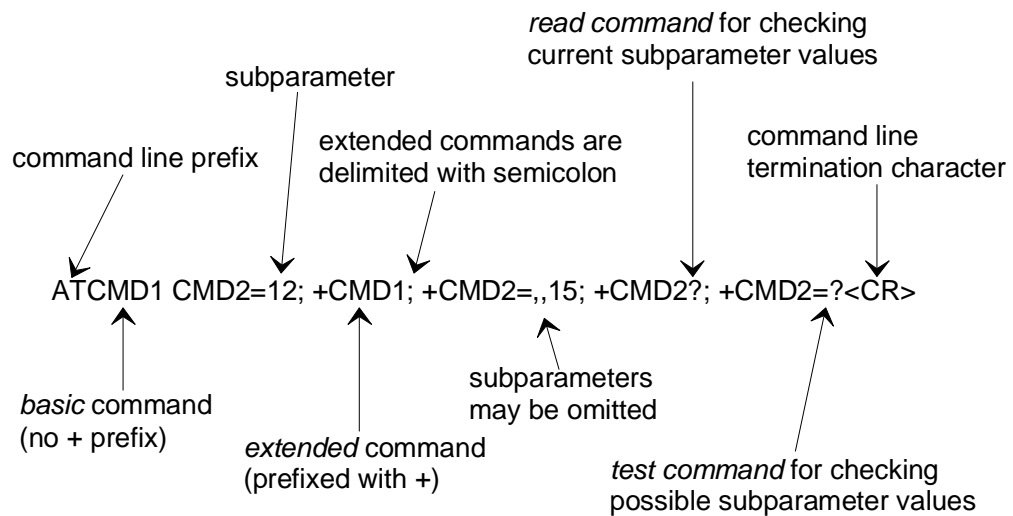 read command for checking
current subparameter values
subparameter
extended commands are
delimited with semicolon
command line
termination character
command line prefix
ATCMD1 CMD2=12; +CMD1; +CMD2=,,15; +CMD2?; +CMD2=?<CR>
basic command
(no + prefix)
extended command
(prefixed with +)
subparameters
may be omitted
test command for checking
possible subparameter values